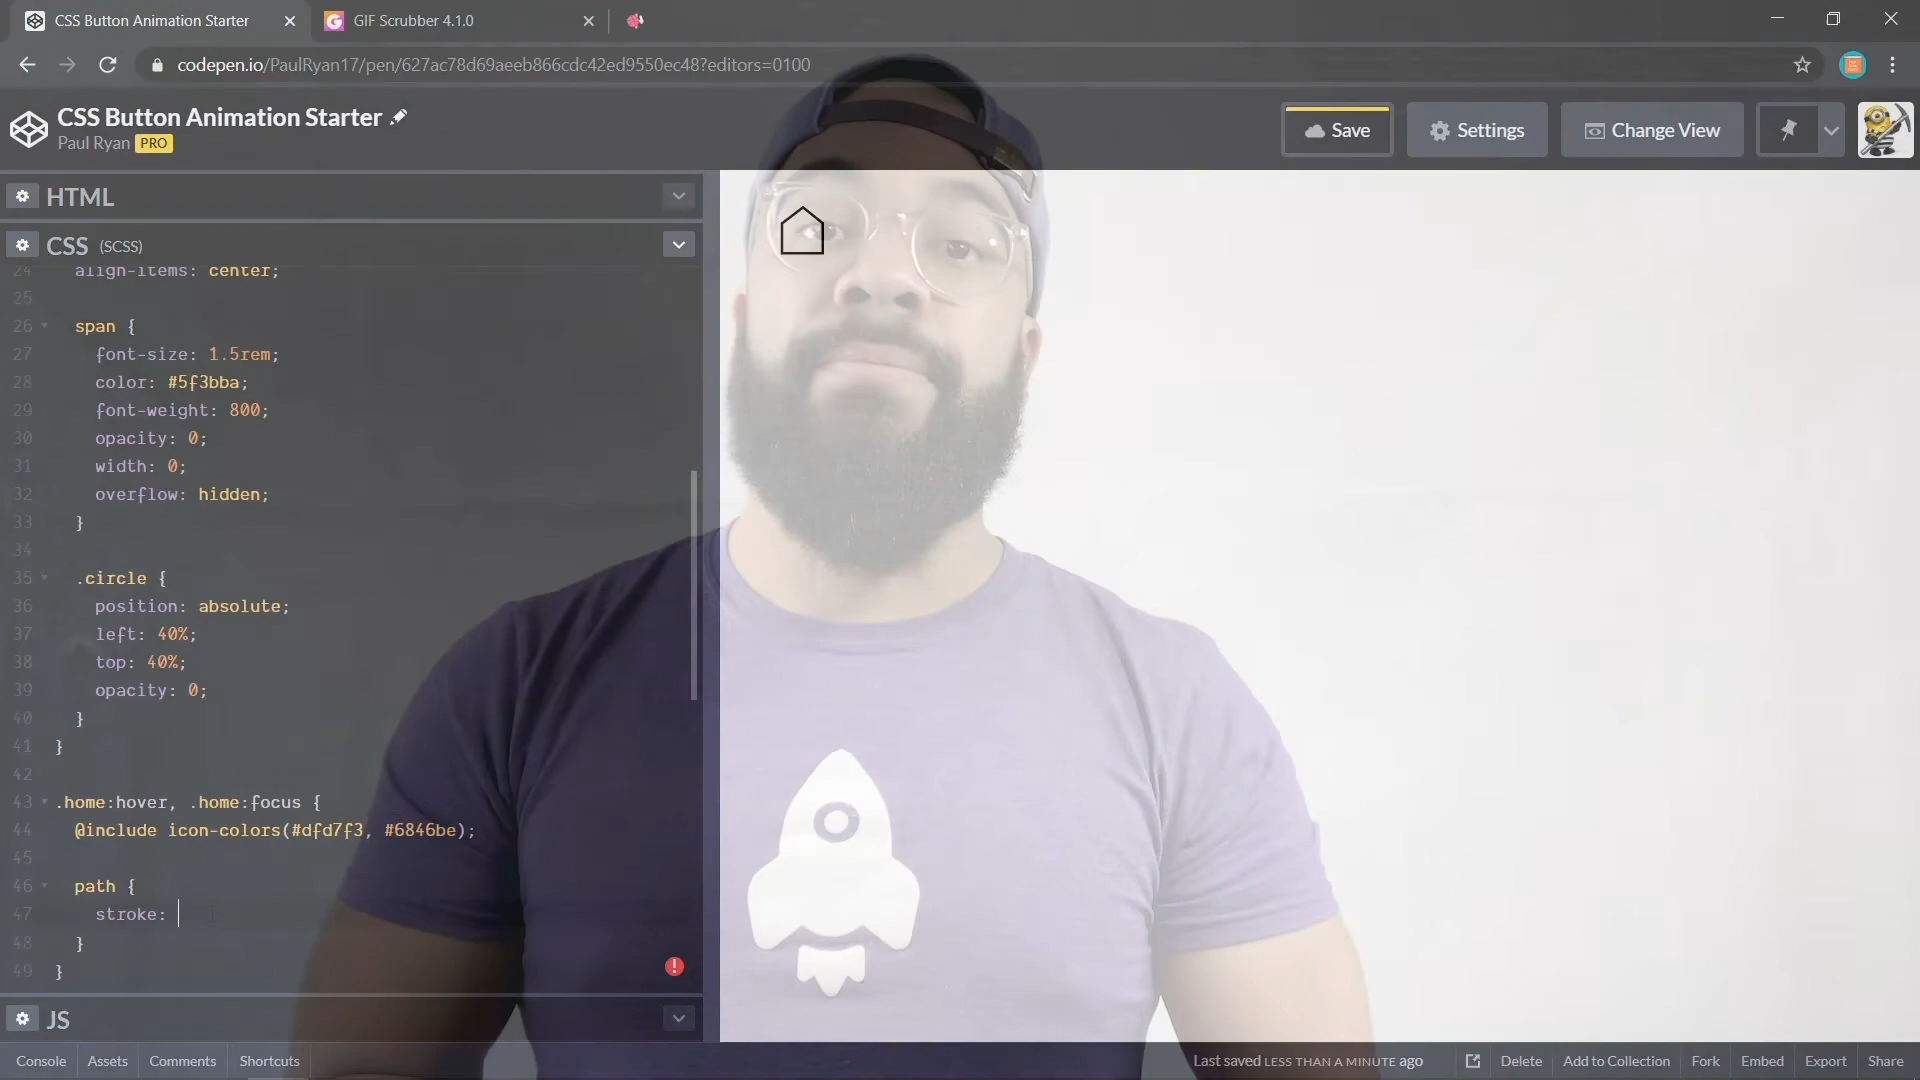 CSS Button Animation Starter
GIF Scrubber 4.1.0
codepen.io/PaulRyan17/pen/627ac78d69aeeb866cdc42ed9550ec48?editors=0100
CSS Button Animation Starter
Paul Ryan PRO
Save
Settings
Change View
HTML
CSS (SCSS)
24 align-items: center;
25
26 span {
27 font-size: 1.5rem;
28 color: #5f3bba;
29 font-weight: 800;
30 opacity: 0;
31 width: 0;
32 overflow: hidden;
33 }
34
35 .circle {
36 position: absolute;
37 left: 40%;
38 top: 40%;
39 opacity: 0;
40 }
41 }
42
43 .home:hover, .home:focus {
44 @include icon-colors(#dfd7f3, #6846be);
45
46 path {
47 stroke:
48 }
49 }
JS
Console Assets Comments Shortcuts
Last saved LESS THAN A MINUTE ago
Delete Add to Collection Fork Embed Export Share